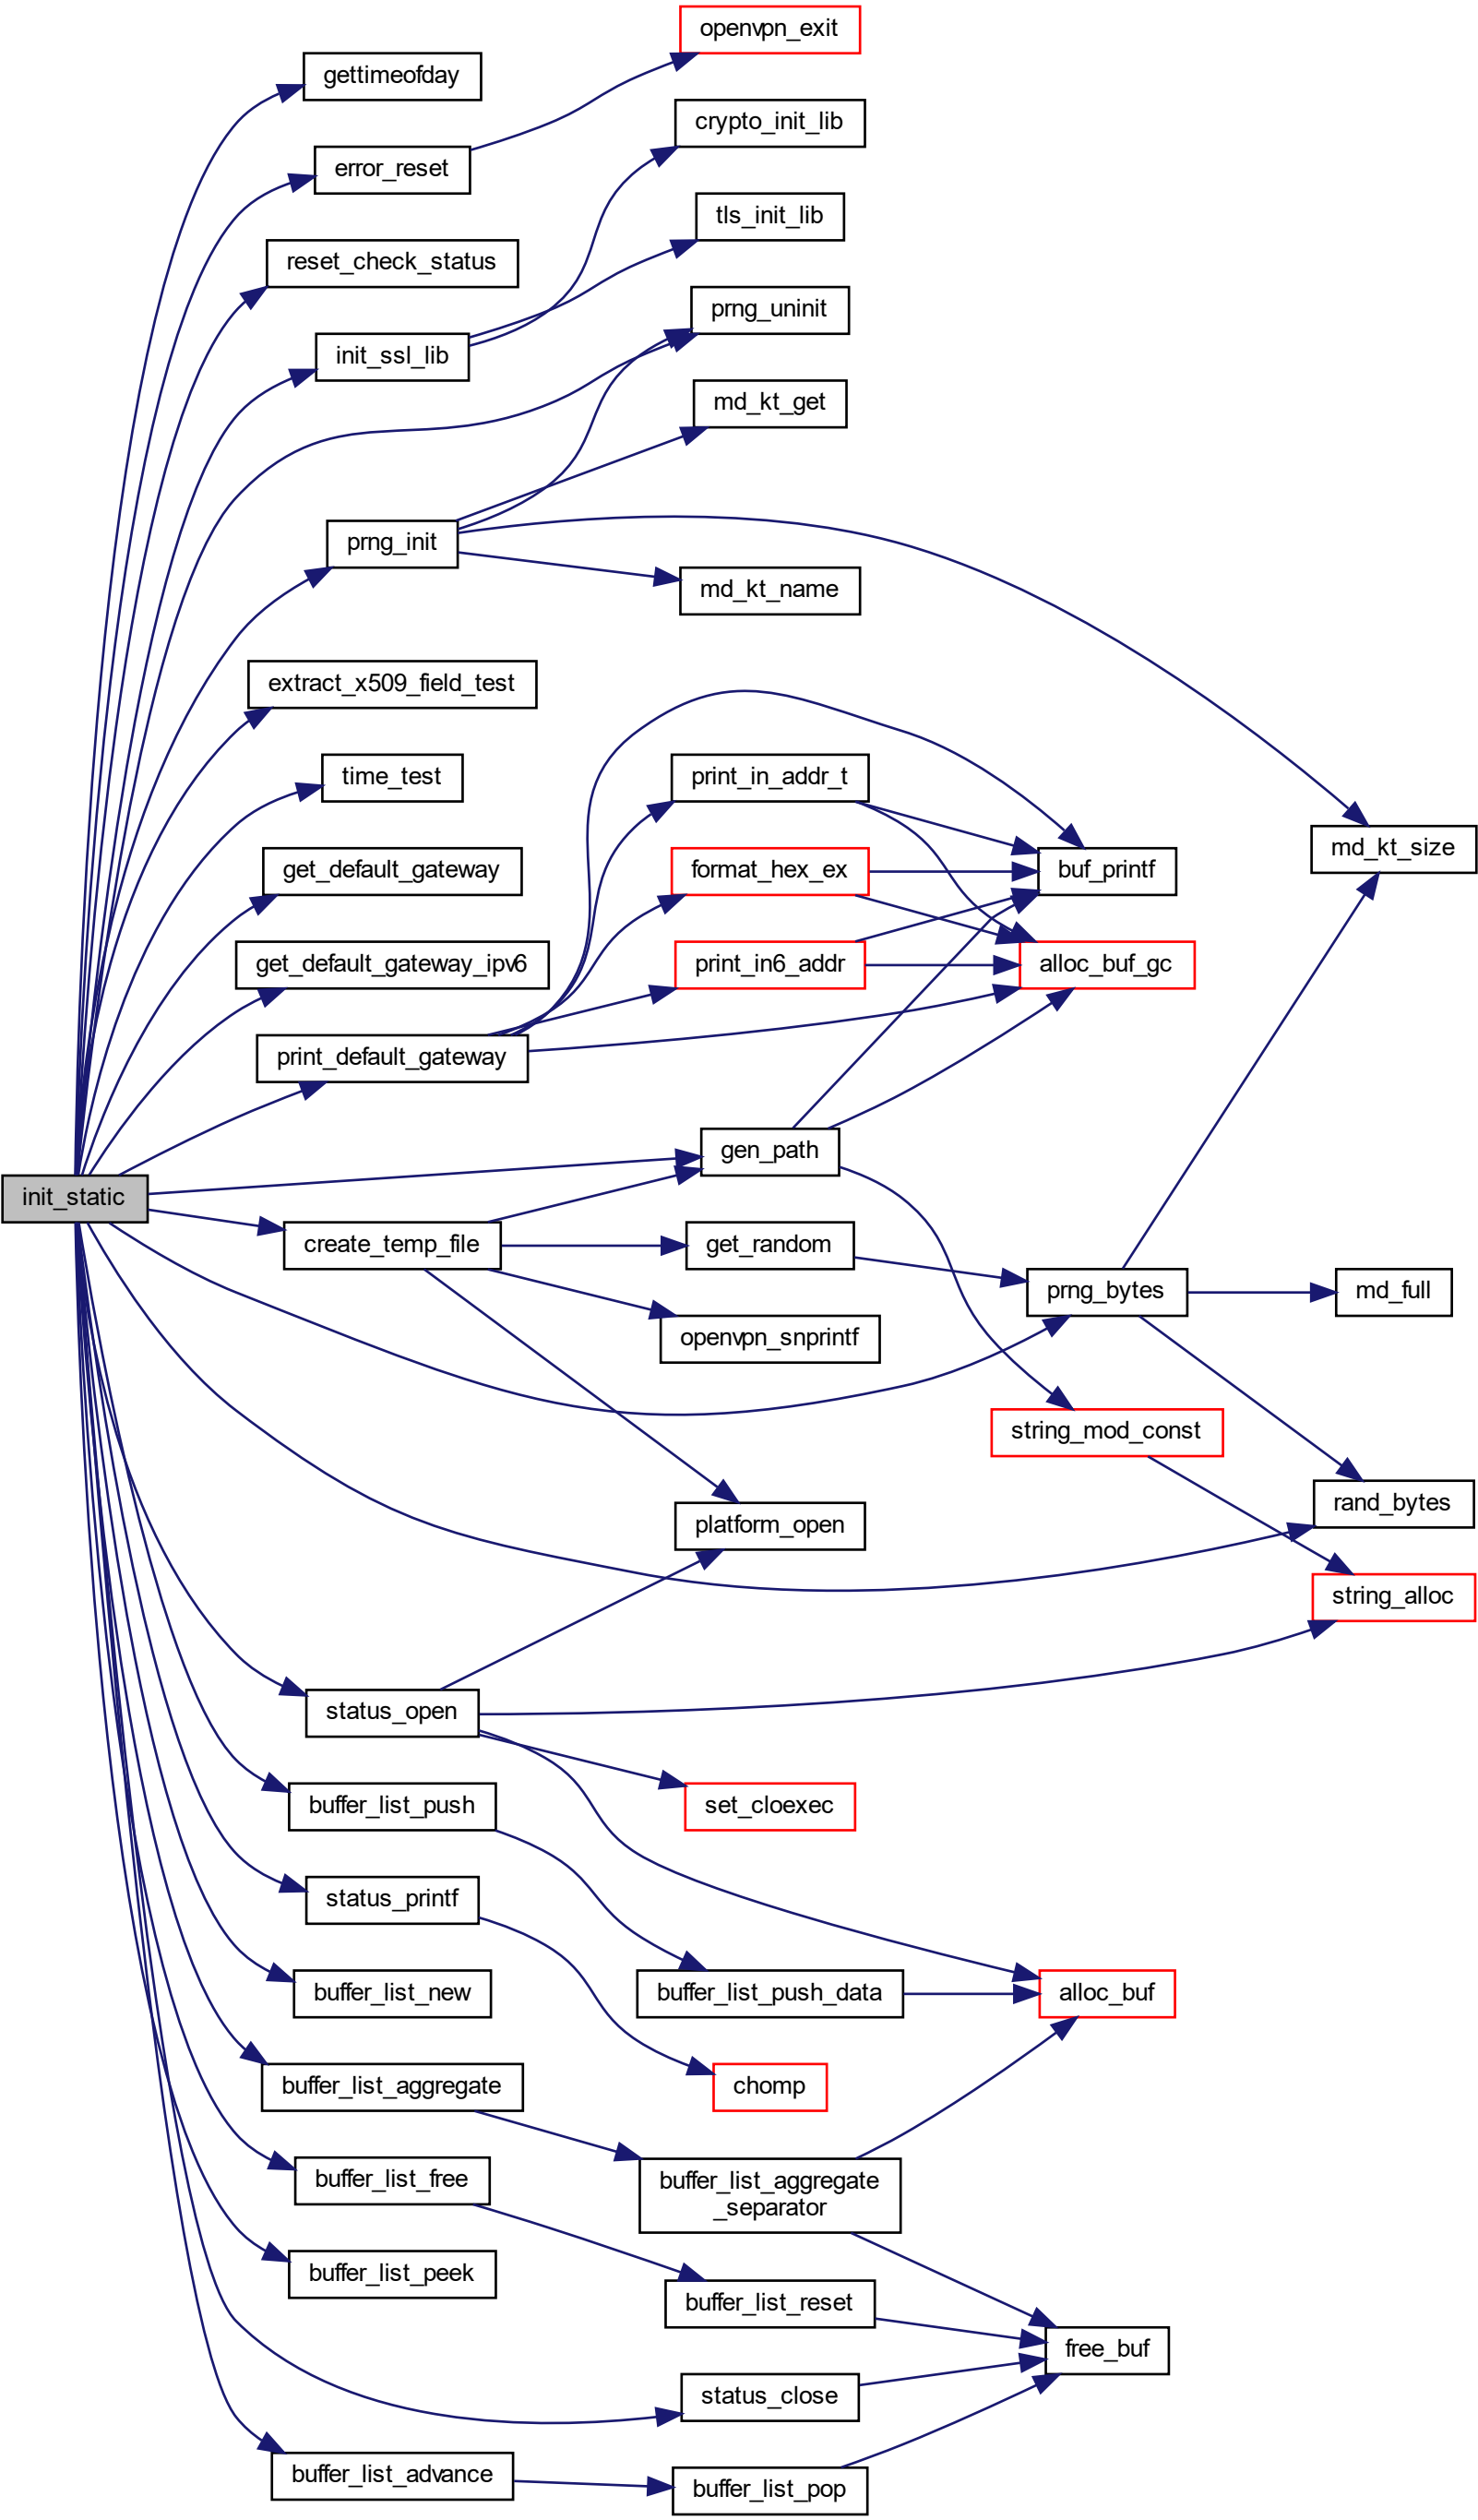 openvpn_exit
gettimeofday
crypto_init_lib
error_reset
tls_init_lib
reset_check_status
prng_uninit
init_ssl_lib
md_kt_get
prng_init
md_kt_name
extract_x509_field_test
time_test
print_in_addr_t
md_kt_size
get_default_gateway
format_hex_ex
buf_printf
get_default_gateway_ipv6
print_in6_addr
alloc_buf_gc
print_default_gateway
gen_path
init_static
create_temp_file
get_random
prng_bytes
md_full
openvpn_snprintf
string_mod_const
rand_bytes
platform_open
string_alloc
status_open
set_cloexec
buffer_list_push
status_printf
buffer_list_new
buffer_list_push_data
alloc_buf
buffer_list_aggregate
chomp
buffer_list_free
buffer_list_aggregate
_separator
buffer_list_peek
buffer_list_reset
free_buf
status_close
buffer_list_advance
buffer_list_pop